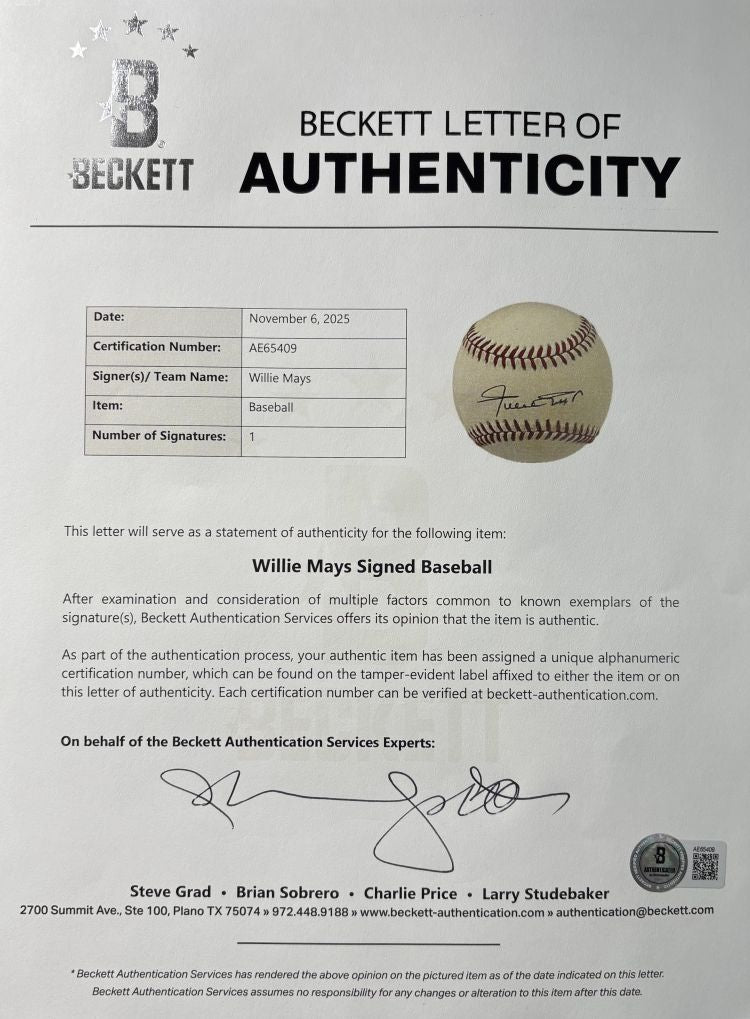 B
BECKETT
BECKETT LETTER OF
AUTHENTICITY
Date: November 6, 2025
Certification Number: AE65409
Signer(s)/ Team Name: Willie Mays
Item: Baseball
Number of Signatures: 1
Willie Mays
This letter will serve as a statement of authenticity for the following item:
Willie Mays Signed Baseball
After examination and consideration of multiple factors common to known exemplars of the
signature(s), Beckett Authentication Services offers its opinion that the item is authentic.
As part of the authentication process, your authentic item has been assigned a unique alphanumeric
certification number, which can be found on the tamper-evident label affixed to either the item or on
this letter of authenticity. Each certification number can be verified at beckett-authentication.com.
On behalf of the Beckett Authentication Services Experts:
AE65409
B
AUTHENTICATED
Steve Grad • Brian Sobrero • Charlie Price • Larry Studebaker
2700 Summit Ave., Ste 100, Plano TX 75074 » 972.448.9188 » www.beckett-authentication.com » authentication@beckett.com
* Beckett Authentication Services has rendered the above opinion on the pictured item as of the date indicated on this letter.
Beckett Authentication Services assumes no responsibility for any changes or alteration to this item after this date.